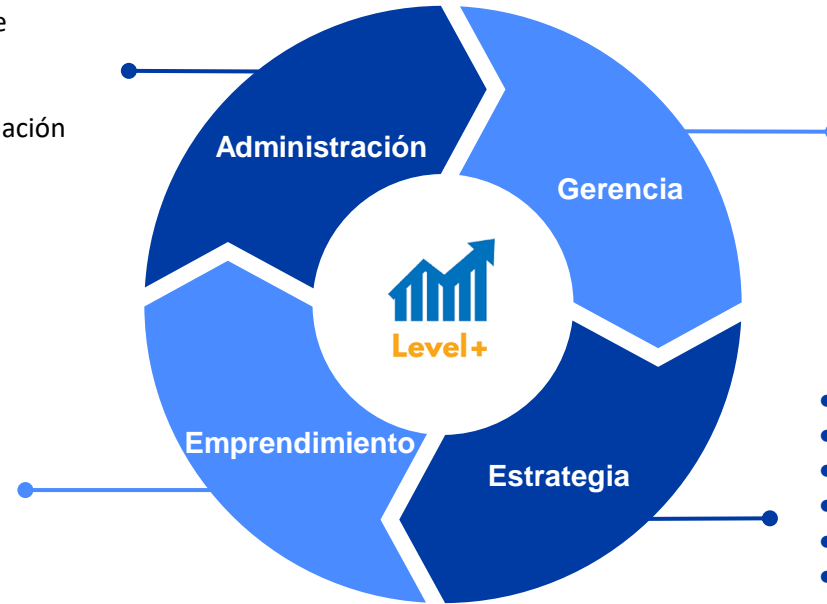 e
ación
Administración
Gerencia
Level+
Emprendimiento
Estrategia